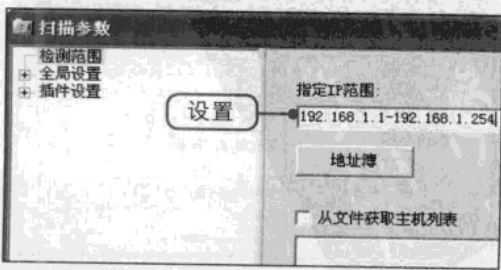 扫描参数
检测范围
全局设置
插件设置
指定IP范围:
设置
192.168.1.1-192.168.1.254
地址簿
从文件获取主机列表